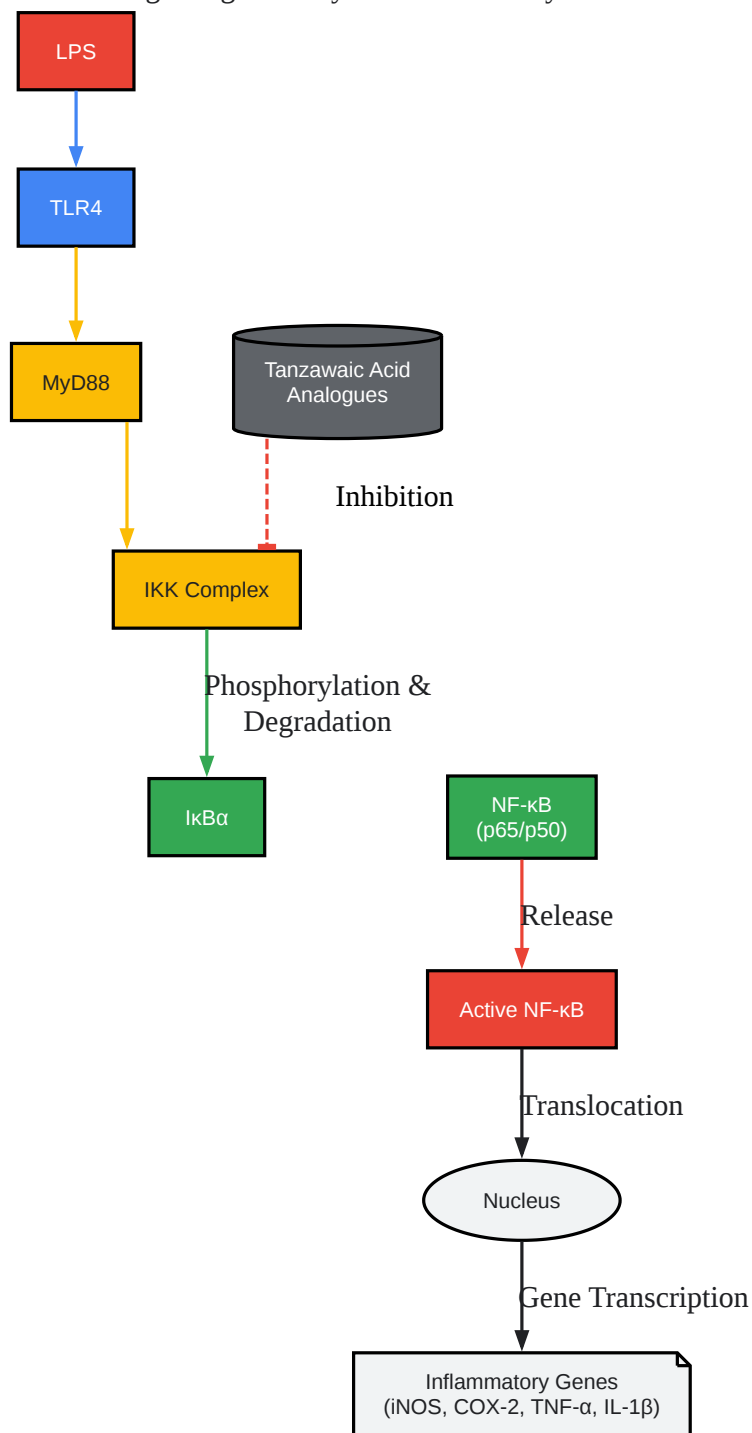 LPS
TLR4
MyD88
Tanzawaic Acid
Analogues
Inhibition
IKK Complex
Phosphorylation &
Degradation
IκBα
NF-κB
(p65/p50)
Release
Active NF-κB
Translocation
Nucleus
Gene Transcription
Inflammatory Genes
(iNOS, COX-2, TNF-α, IL-1β)